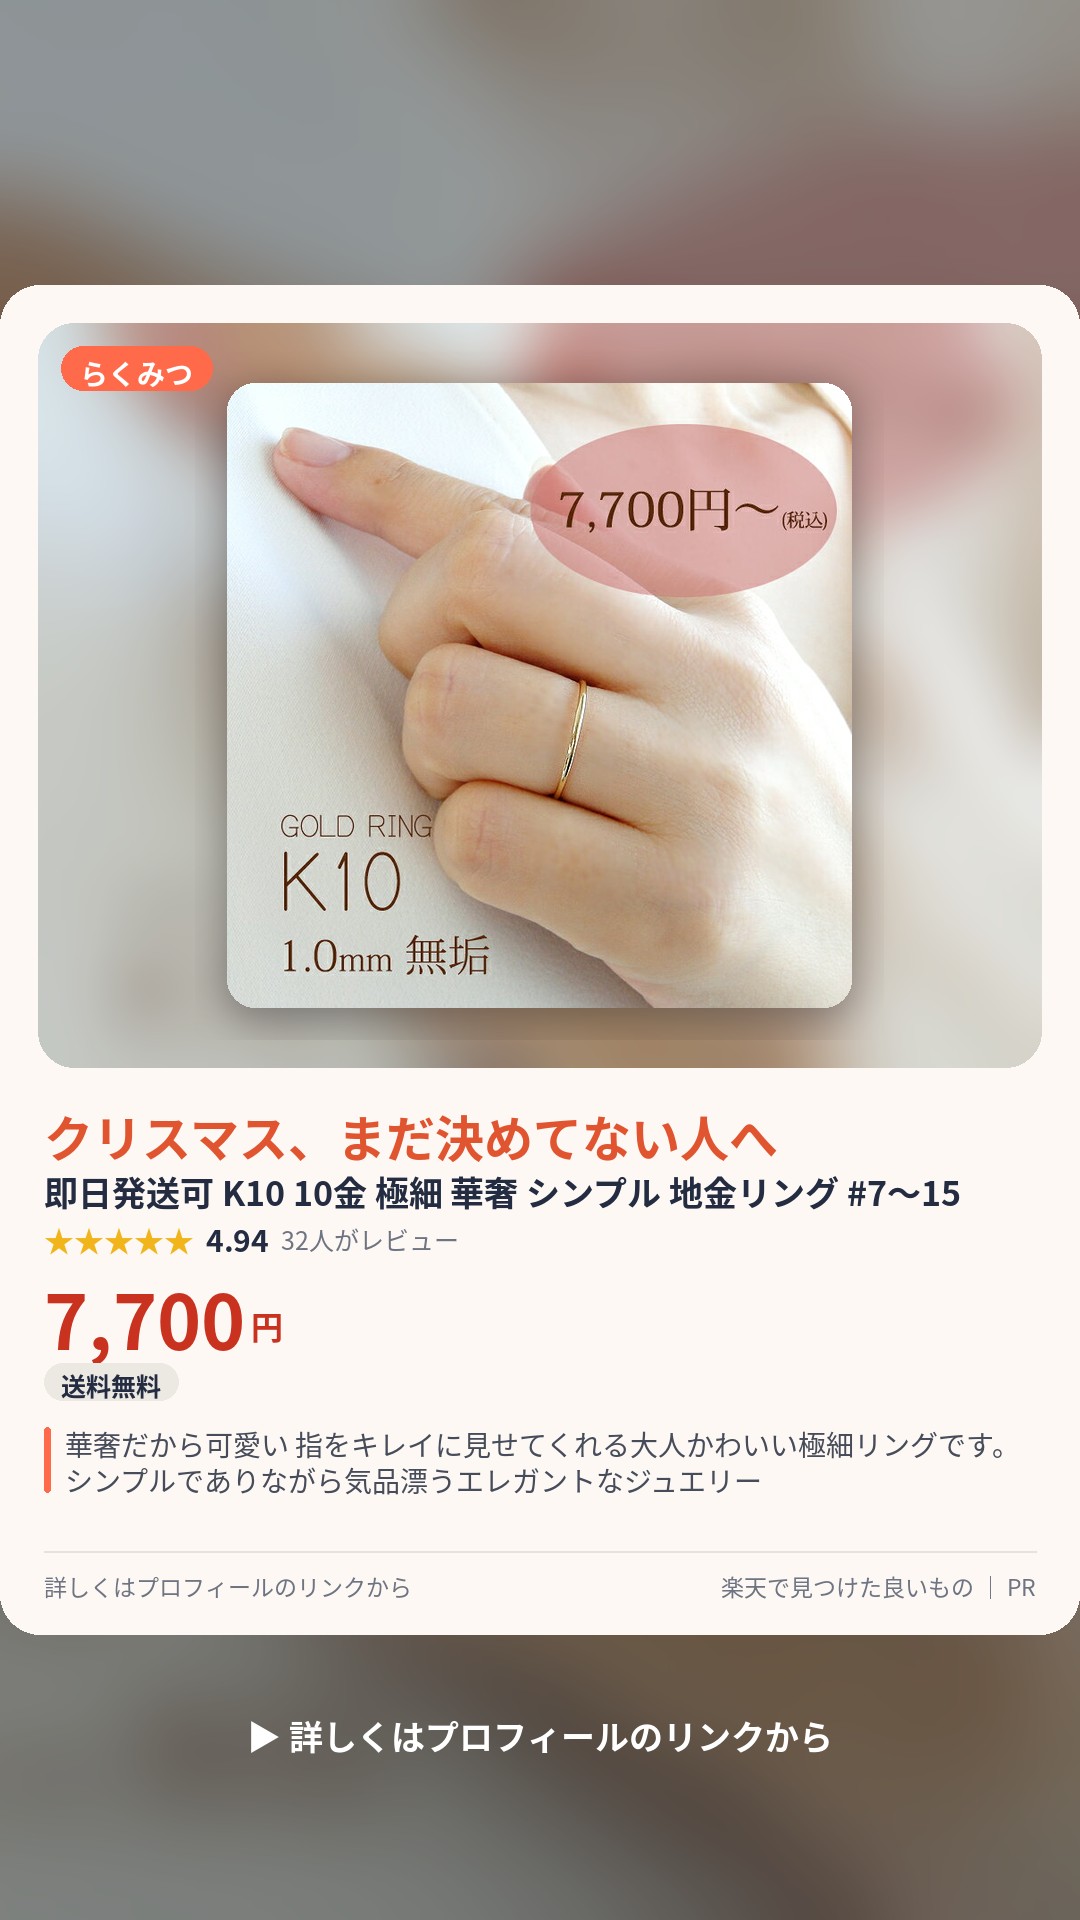 らくみつ
7,700円〜(税込)
GOLD RING
K10
1.0mm 無垢
クリスマス、まだ決めてない人へ
即日発送可 K10 10金 極細 華奢 シンプル 地金リング #7〜15
★★★★★ 4.94 32人がレビュー
7,700円
送料無料
華奢だから可愛い 指をキレイに見せてくれる大人かわいい極細リングです。
シンプルでありながら気品漂うエレガントなジュエリー
詳しくはプロフィールのリンクから
楽天で見つけた良いもの｜PR
▶ 詳しくはプロフィールのリンクから